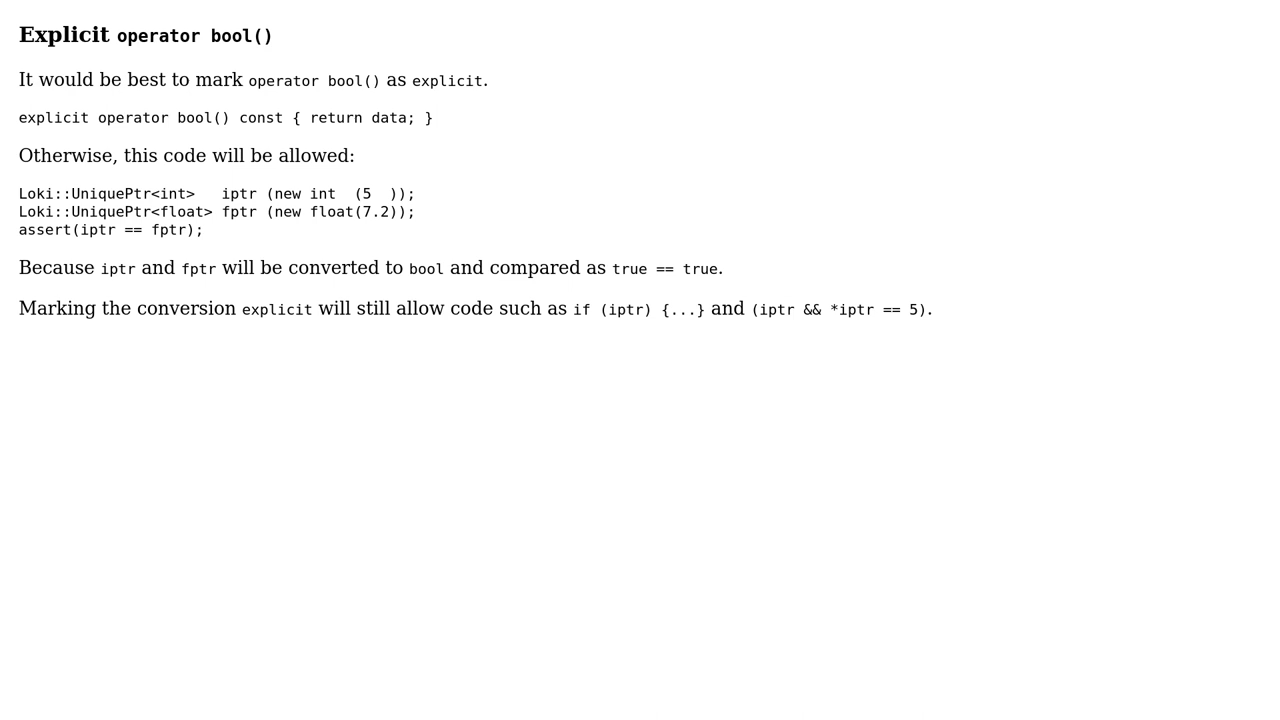 Explicit operator bool()
It would be best to mark operator bool() as explicit.
explicit operator bool() const { return data; }
Otherwise, this code will be allowed:
Loki::UniquePtr<int>   iptr (new int  (5  ));
Loki::UniquePtr<float> fptr (new float(7.2));
assert(iptr == fptr);
Because iptr and fptr will be converted to bool and compared as true == true.
Marking the conversion explicit will still allow code such as if (iptr) {...} and (iptr && *iptr == 5).